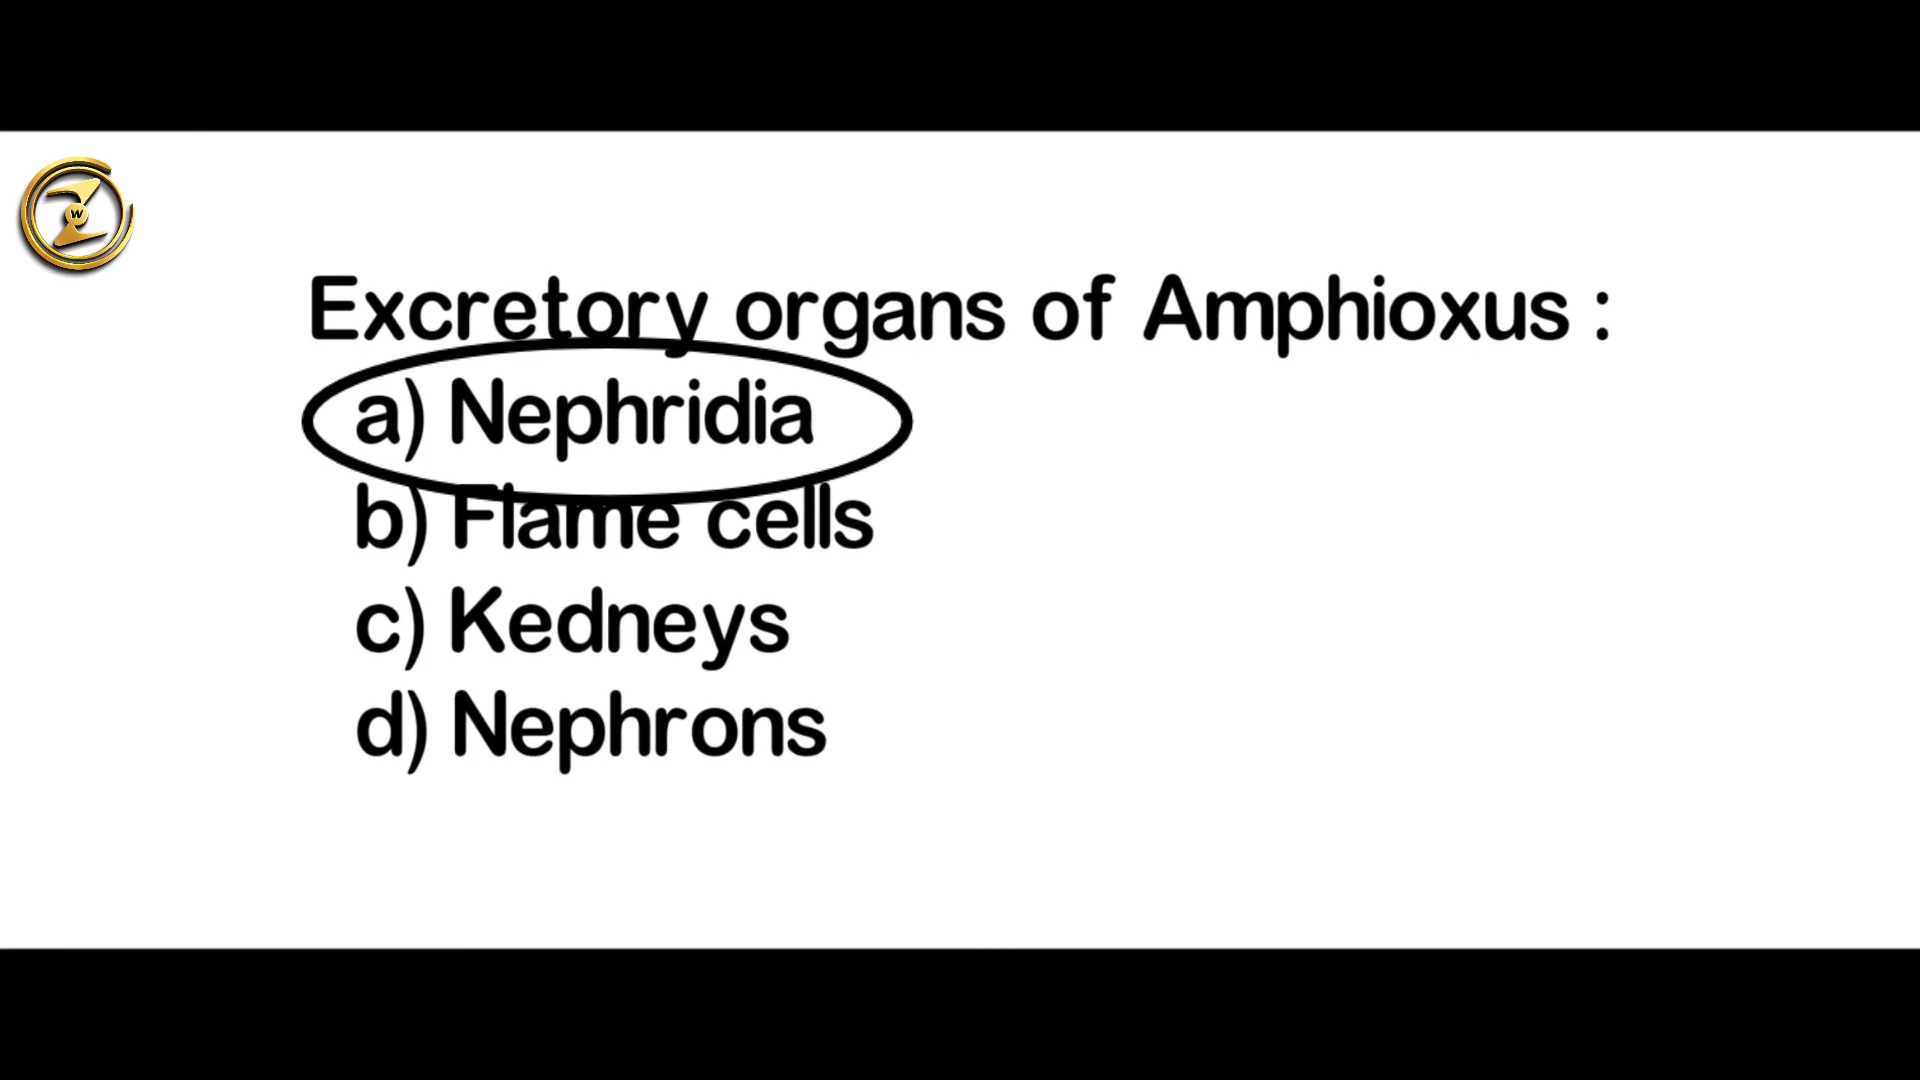 W
Excretory organs of Amphioxus :
a) Nephridia
b) Flame cells
c) Kedneys
d) Nephrons